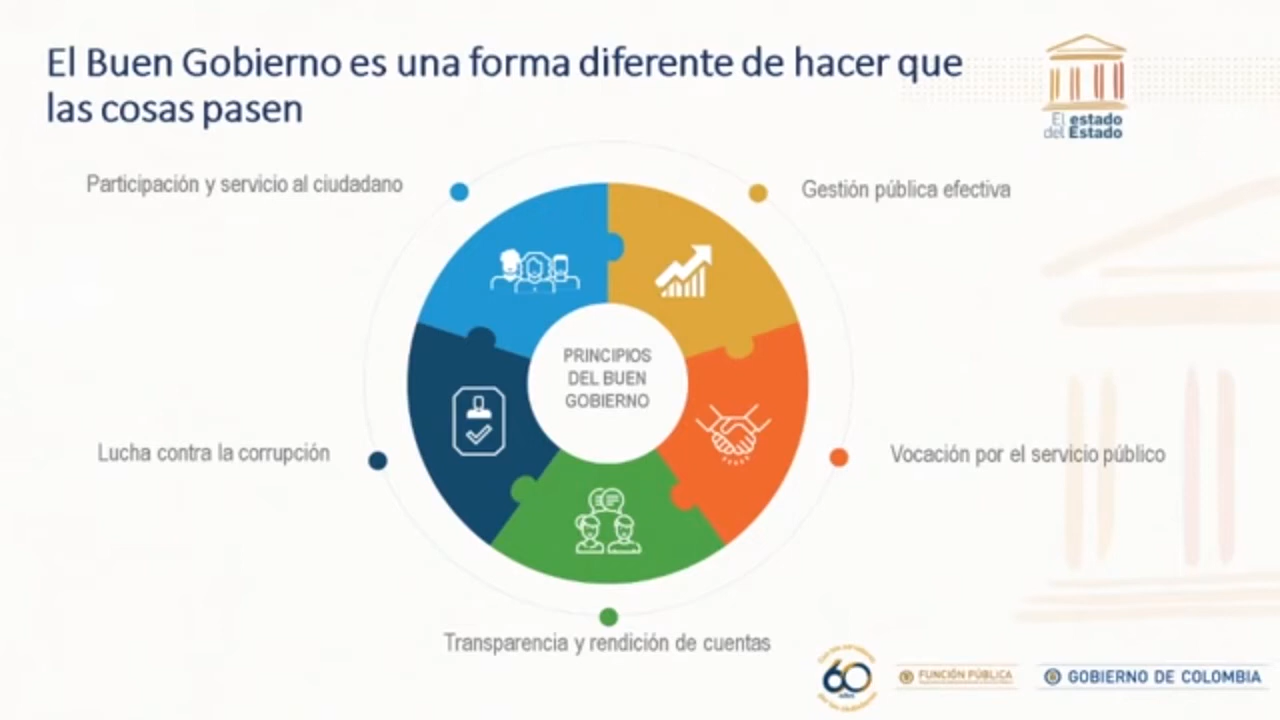 El Buen Gobierno es una forma diferente de hacer que
las cosas pasen
El estado
del Estado
Participación y servicio al ciudadano
Gestión pública efectiva
PRINCIPIOS
DEL BUEN
GOBIERNO
Lucha contra la corrupción
Vocación por el servicio público
Transparencia y rendición de cuentas
60
años
FUNCIÓN PÚBLICA
GOBIERNO DE COLOMBIA